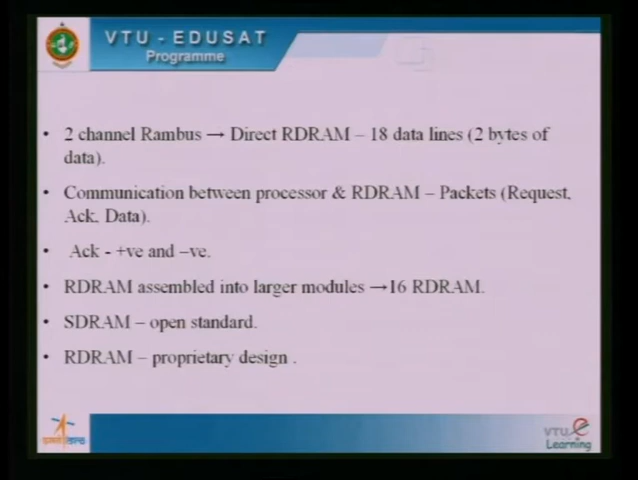 VTU - EDUSAT
Programme
• 2 channel Rambus → Direct RDRAM – 18 data lines (2 bytes of
data).
• Communication between processor & RDRAM – Packets (Request,
Ack, Data).
• Ack - +ve and –ve.
• RDRAM assembled into larger modules →16 RDRAM.
• SDRAM – open standard.
• RDRAM – proprietary design .
VTU e
Learning